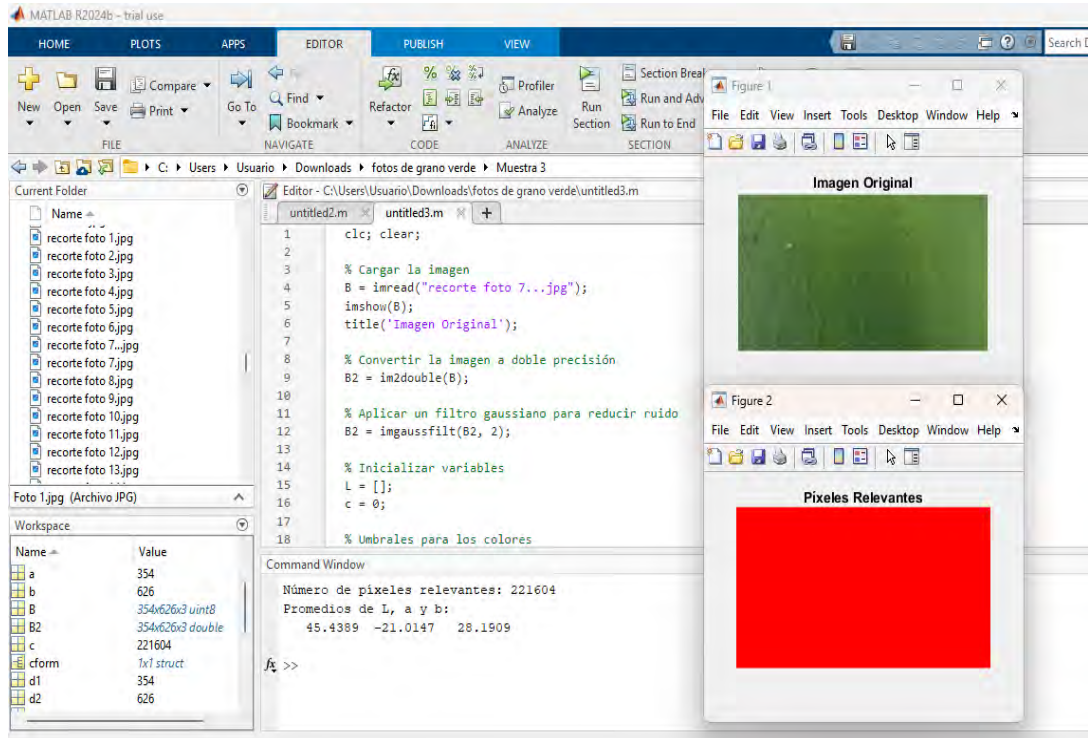 MATLAB R2024b - trial use
HOME PLOTS APPS EDITOR PUBLISH VIEW
Search D
New Open Save Compare Print Go To Find Bookmark Refactor Profiler Analyze Run Section Section Break Run and Adv Run to End
FILE NAVIGATE CODE ANALYZE SECTION
C: Users Usuario Downloads fotos de grano verde Muestra 3
Current Folder
Name
recorte foto 1.jpg
recorte foto 2.jpg
recorte foto 3.jpg
recorte foto 4.jpg
recorte foto 5.jpg
recorte foto 6.jpg
recorte foto 7...jpg
recorte foto 7.jpg
recorte foto 8.jpg
recorte foto 9.jpg
recorte foto 10.jpg
recorte foto 11.jpg
recorte foto 12.jpg
recorte foto 13.jpg
Foto 1.jpg (Archivo JPG)
Workspace
Name Value
a 354
b 626
B 354x626x3 uint8
B2 354x626x3 double
c 221604
cform 1x1 struct
d1 354
d2 626
Editor - C:\Users\Usuario\Downloads\fotos de grano verde\untitled3.m
untitled2.m untitled3.m
1 clc; clear;
2
3 % Cargar la imagen
4 B = imread("recorte foto 7...jpg");
5 imshow(B);
6 title('Imagen Original');
7
8 % Convertir la imagen a doble precisión
9 B2 = im2double(B);
10
11 % Aplicar un filtro gaussiano para reducir ruido
12 B2 = imgaussfilt(B2, 2);
13
14 % Inicializar variables
15 L = [];
16 c = 0;
17
18 % Umbrales para los colores
Command Window
Número de píxeles relevantes: 221604
Promedios de L, a y b:
45.4389 -21.0147 28.1909
fx >>
Figure 1
File Edit View Insert Tools Desktop Window Help
Imagen Original
Figure 2
File Edit View Insert Tools Desktop Window Help
Píxeles Relevantes